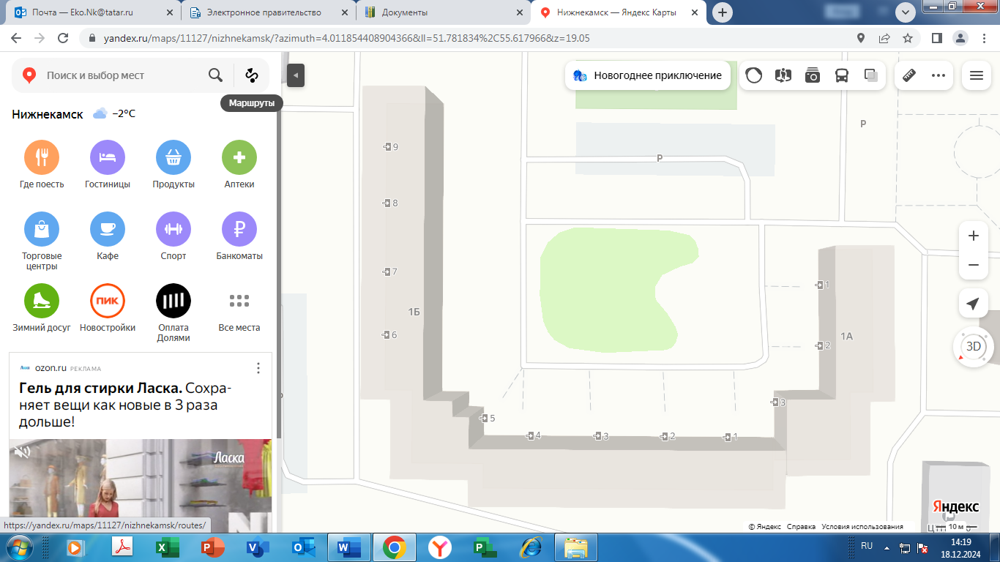 Почта — Eko.Nk@tatar.ru
Электронное правительство
Документы
Нижнекамск — Яндекс Карты
yandex.ru/maps/11127/nizhnekamsk/?azimuth=4.011854408904366&ll=51.781834%2C55.617966&z=19.05
Поиск и выбор мест
Маршруты
Новогоднее приключение
Нижнекамск
−2°C
Где поесть
Гостиницы
Продукты
Аптеки
Торговые
центры
Кафе
Спорт
Банкоматы
ПИК
Зимний досуг
Новостройки
Оплата
Долями
Все места
ozon.ru РЕКЛАМА
Гель для стирки Ласка. Сохра-
няет вещи как новые в 3 раза
дольше!
Ласка
https://yandex.ru/maps/11127/nizhnekamsk/routes/
9
8
7
1Б
6
5
4
3
2
1
P
P
1
2
1А
3
3D
Яндекс
© Яндекс Справка Условия использования
10 м
RU
14:19
18.12.2024